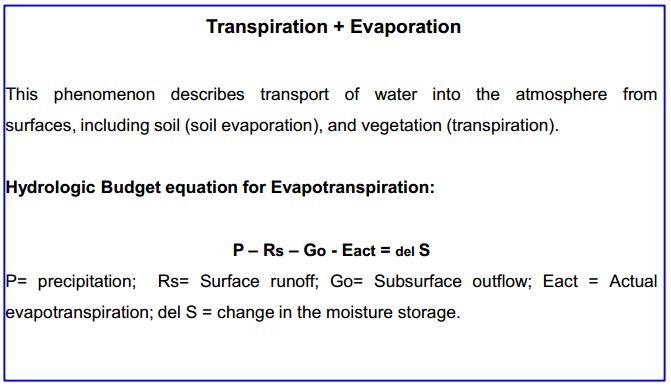 Transpiration + Evaporation
This phenomenon describes transport of water into the atmosphere from
surfaces, including soil (soil evaporation), and vegetation (transpiration).
Hydrologic Budget equation for Evapotranspiration:
P – Rs – Go - Eact = del S
P= precipitation; Rs= Surface runoff; Go= Subsurface outflow; Eact = Actual
evapotranspiration; del S = change in the moisture storage.